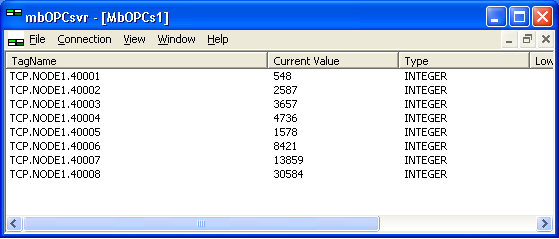 mbOPCsvr - [MbOPCs1]
File Connection View Window Help
TagName Current Value Type Low
TCP.NODE1.40001 548 INTEGER
TCP.NODE1.40002 2587 INTEGER
TCP.NODE1.40003 3657 INTEGER
TCP.NODE1.40004 4736 INTEGER
TCP.NODE1.40005 1578 INTEGER
TCP.NODE1.40006 8421 INTEGER
TCP.NODE1.40007 13859 INTEGER
TCP.NODE1.40008 30584 INTEGER